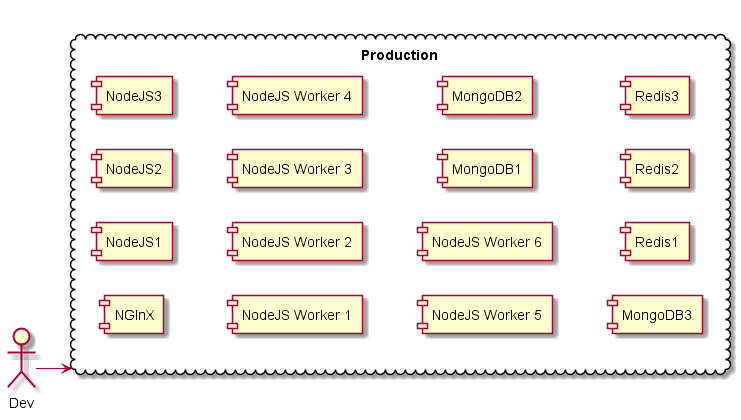 Production
NodeJS3
NodeJS Worker 4
MongoDB2
Redis3
NodeJS2
NodeJS Worker 3
MongoDB1
Redis2
NodeJS1
NodeJS Worker 2
NodeJS Worker 6
Redis1
NGInX
NodeJS Worker 1
NodeJS Worker 5
MongoDB3
Dev